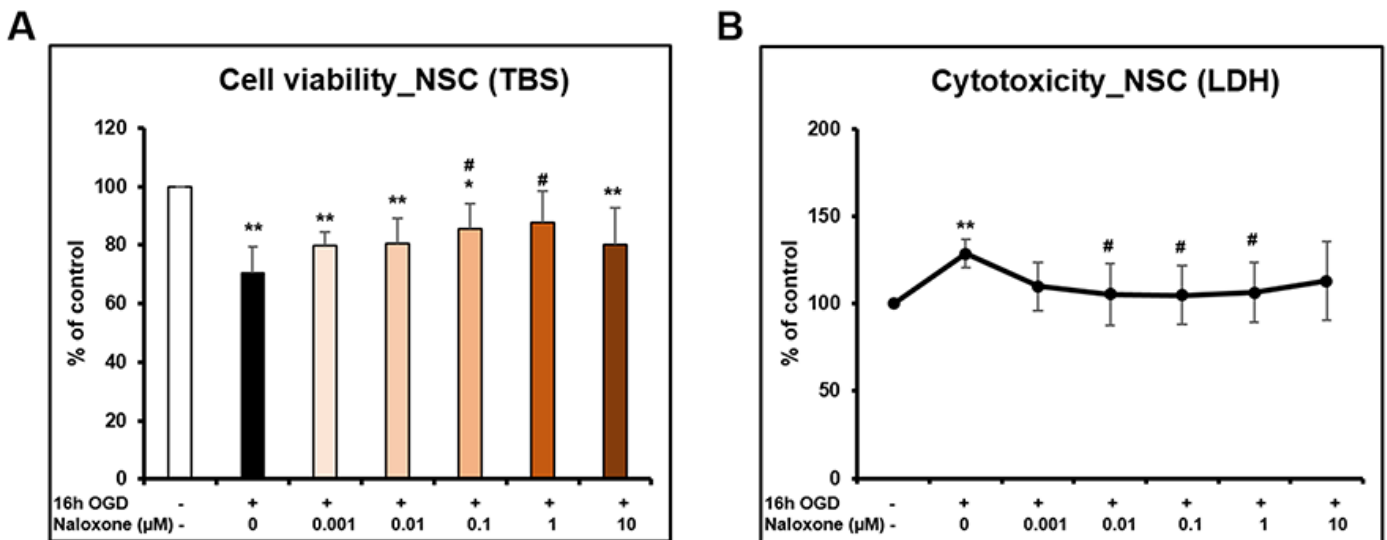 A
Cell viability_NSC (TBS)
% of control
120
100
80
60
40
20
0
**
**
**
#
*
#
**
16h OGD - + + + + + +
Naloxone (µM) - 0 0.001 0.01 0.1 1 10
B
Cytotoxicity_NSC (LDH)
% of control
200
150
100
50
0
**
#
#
#
16h OGD - + + + + + +
Naloxone (µM) - 0 0.001 0.01 0.1 1 10